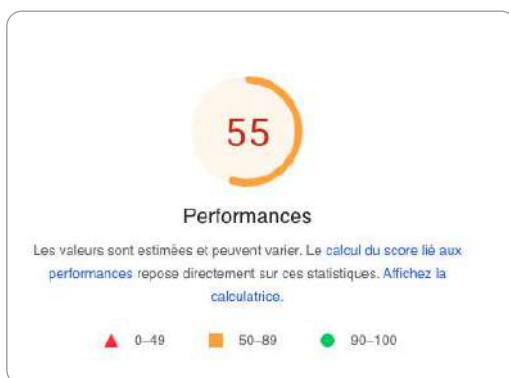 55
Performances
Les valeurs sont estimées et peuvent varier. Le calcul du score lié aux
performances repose directement sur ces statistiques. Affichez la
calculatrice.
0–49 50–89 90–100